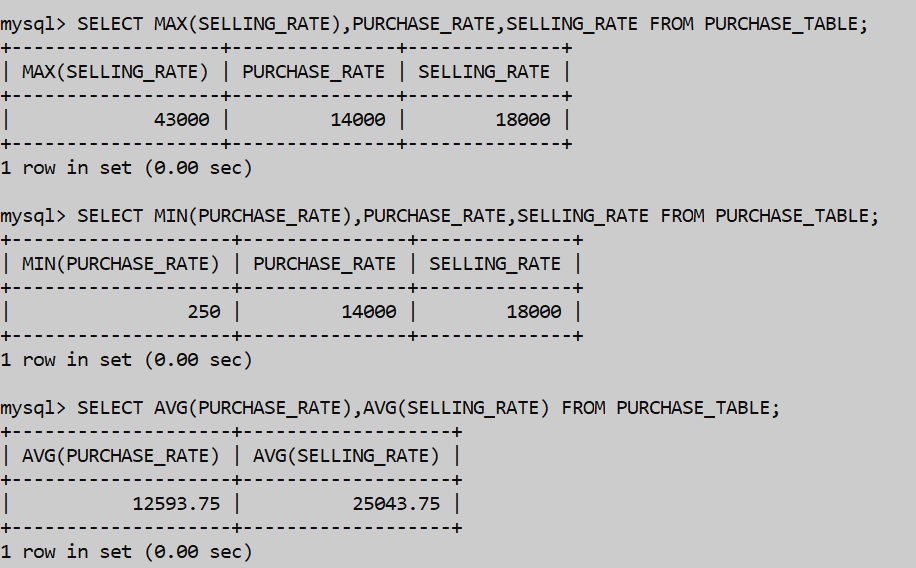 mysql> SELECT MAX(SELLING_RATE),PURCHASE_RATE,SELLING_RATE FROM PURCHASE_TABLE;
+-------------------+---------------+--------------+
| MAX(SELLING_RATE) | PURCHASE_RATE | SELLING_RATE |
+-------------------+---------------+--------------+
|             43000 |         14000 |        18000 |
+-------------------+---------------+--------------+
1 row in set (0.00 sec)

mysql> SELECT MIN(PURCHASE_RATE),PURCHASE_RATE,SELLING_RATE FROM PURCHASE_TABLE;
+--------------------+---------------+--------------+
| MIN(PURCHASE_RATE) | PURCHASE_RATE | SELLING_RATE |
+--------------------+---------------+--------------+
|                250 |         14000 |        18000 |
+--------------------+---------------+--------------+
1 row in set (0.00 sec)

mysql> SELECT AVG(PURCHASE_RATE),AVG(SELLING_RATE) FROM PURCHASE_TABLE;
+--------------------+-------------------+
| AVG(PURCHASE_RATE) | AVG(SELLING_RATE) |
+--------------------+-------------------+
|           12593.75 |          25043.75 |
+--------------------+-------------------+
1 row in set (0.00 sec)